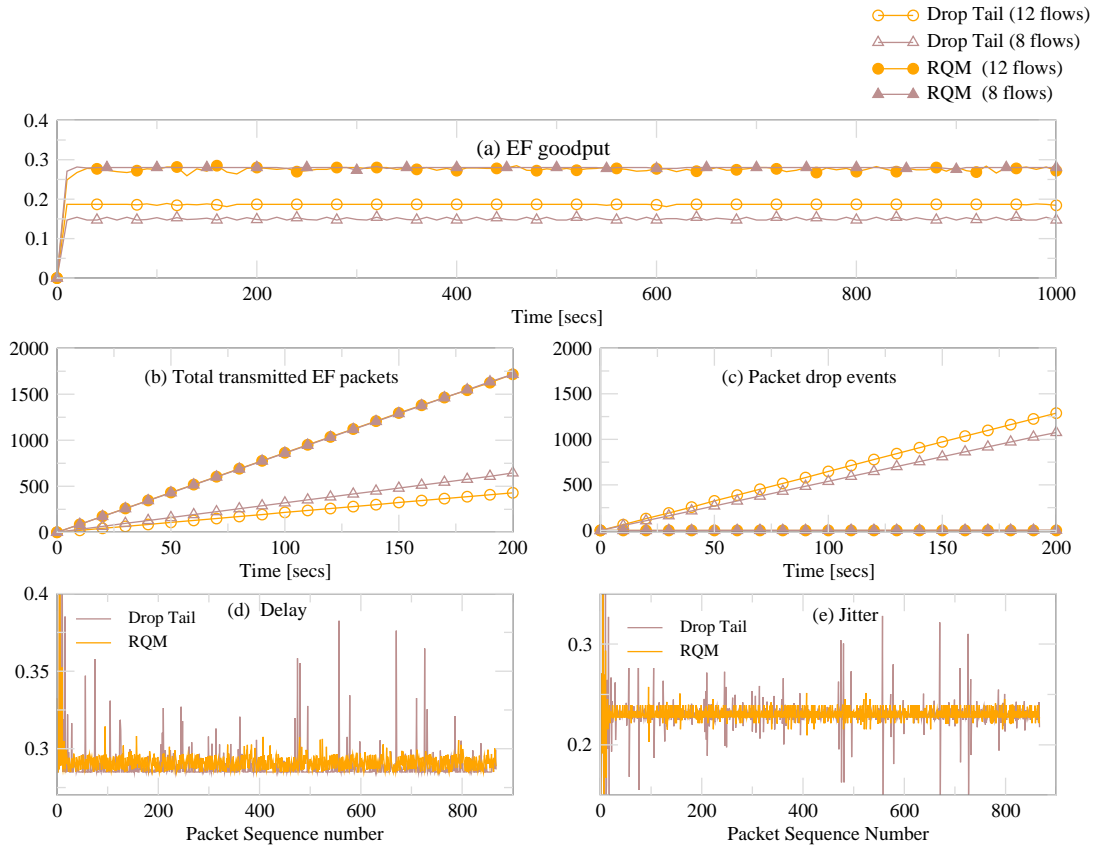 Drop Tail (12 flows)
Drop Tail (8 flows)
RQM (12 flows)
RQM (8 flows)
0.4
0.3
0.2
0.1
0
(a) EF goodput
0 200 400 600 800 1000
Time [secs]
2000
1500
1000
500
0
(b) Total transmitted EF packets
50 100 150 200
Time [secs]
2000
1500
1000
500
0
(c) Packet drop events
0 50 100 150 200
Time [secs]
0.4
0.35
0.3
(d) Delay
Drop Tail
RQM
0 200 400 600 800
Packet Sequence number
0.3
0.2
(e) Jitter
Drop Tail
RQM
0 200 400 600 800
Packet Sequence Number